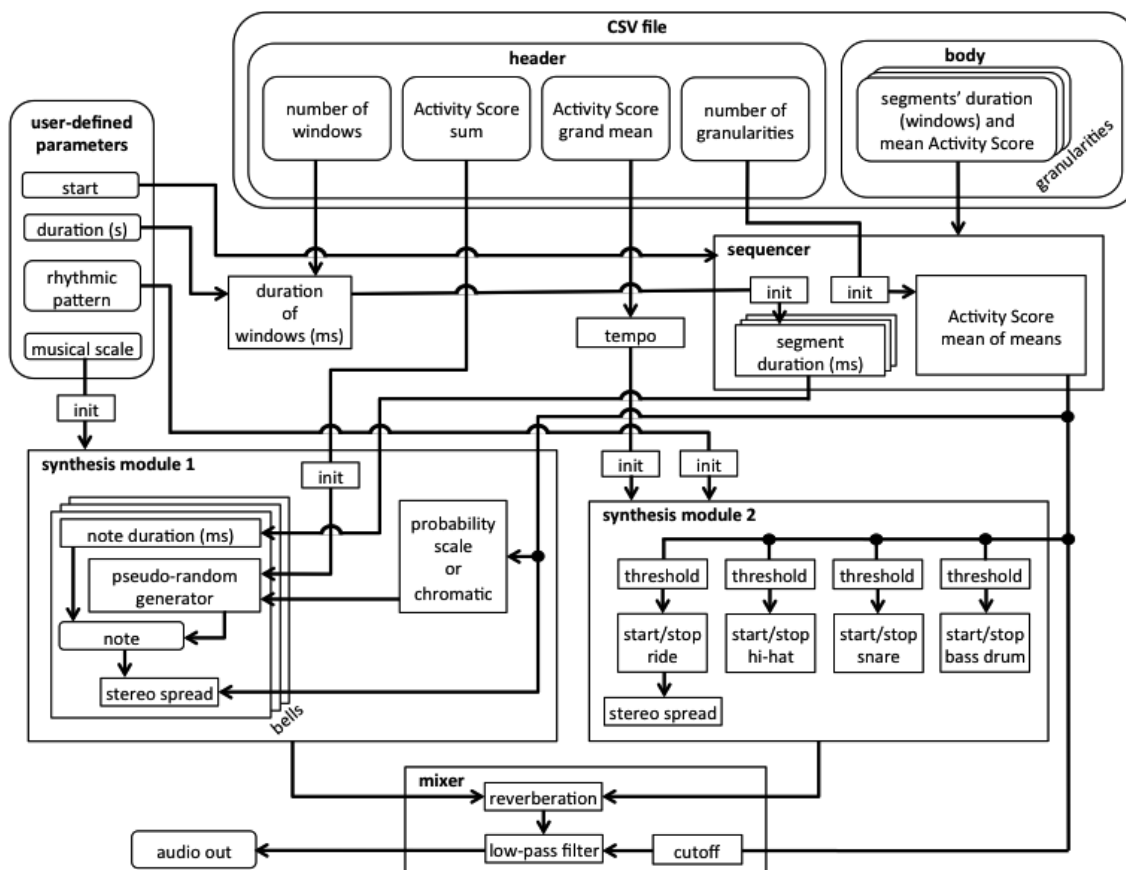 CSV file
header
body
number of
windows
Activity Score
sum
Activity Score
grand mean
number of
granularities
segments' duration
(windows) and
mean Activity Score
granularities
user-defined
parameters
start
duration (s)
rhythmic
pattern
musical scale
init
duration
of
windows (ms)
tempo
sequencer
init
init
segment
duration (ms)
Activity Score
mean of means
synthesis module 1
init
note duration (ms)
pseudo-random
generator
note
stereo spread
bells
probability
scale
or
chromatic
init
init
synthesis module 2
threshold
threshold
threshold
threshold
start/stop
ride
start/stop
hi-hat
start/stop
snare
start/stop
bass drum
stereo spread
mixer
reverberation
low-pass filter
cutoff
audio out